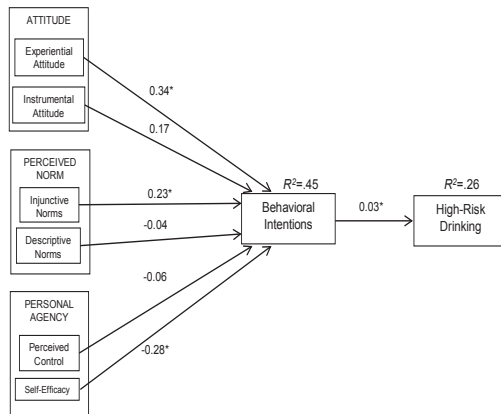 ATTITUDE
Experiential
Attitude
Instrumental
Attitude
0.34*
0.17
PERCEIVED
NORM
Injunctive
Norms
Descriptive
Norms
0.23*
-0.04
R²=.45
Behavioral
Intentions
0.03*
R²=.26
High-Risk
Drinking
-0.06
-0.28*
PERSONAL
AGENCY
Perceived
Control
Self-Efficacy